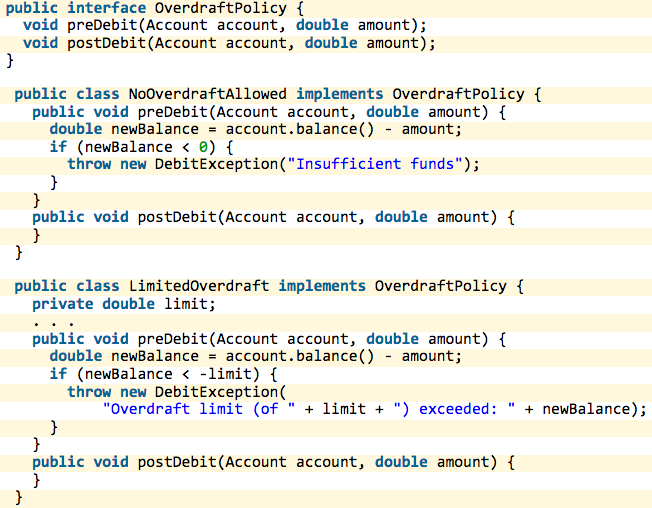 public interface OverdraftPolicy {
  void preDebit(Account account, double amount);
  void postDebit(Account account, double amount);
}
public class NoOverdraftAllowed implements OverdraftPolicy {
  public void preDebit(Account account, double amount) {
    double newBalance = account.balance() - amount;
    if (newBalance < 0) {
      throw new DebitException("Insufficient funds");
    }
  }
  public void postDebit(Account account, double amount) {
  }
}
public class LimitedOverdraft implements OverdraftPolicy {
  private double limit;
  . . .
  public void preDebit(Account account, double amount) {
    double newBalance = account.balance() - amount;
    if (newBalance < -limit) {
      throw new DebitException(
          "Overdraft limit (of " + limit + ") exceeded: " + newBalance);
    }
  }
  public void postDebit(Account account, double amount) {
  }
}